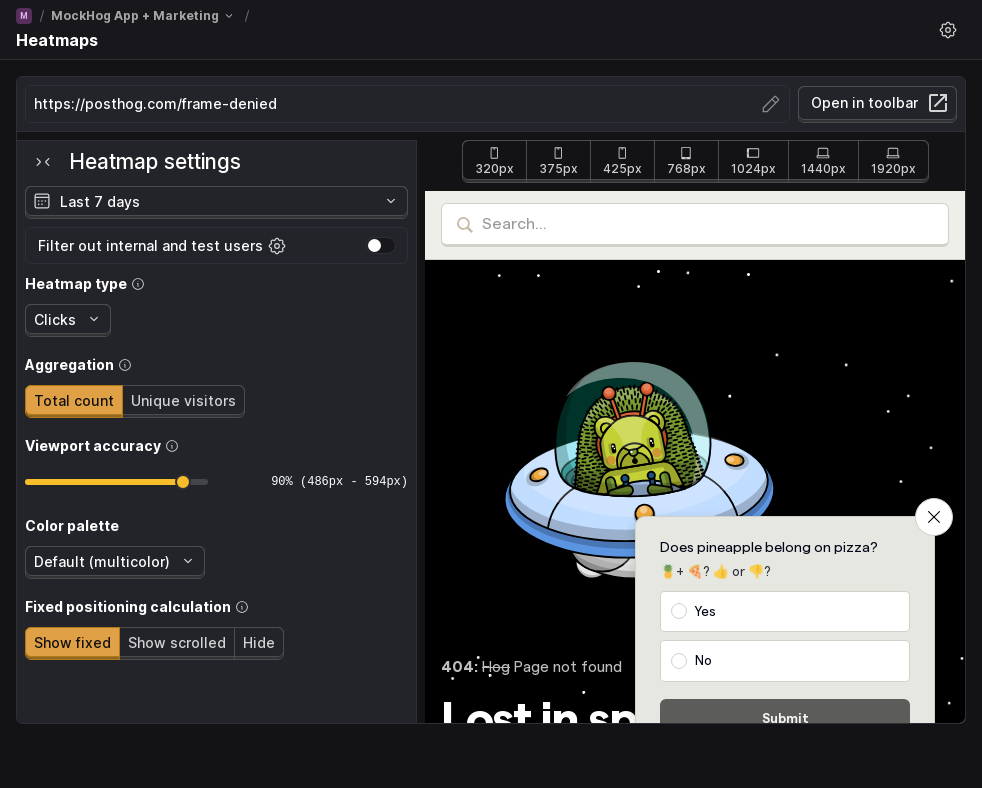 M / MockHog App + Marketing /
Heatmaps
https://posthog.com/frame-denied
Open in toolbar
Heatmap settings
Last 7 days
Filter out internal and test users
Heatmap type
Clicks
Aggregation
Total count Unique visitors
Viewport accuracy
90% (486px - 594px)
Color palette
Default (multicolor)
Fixed positioning calculation
Show fixed Show scrolled Hide
320px 375px 425px 768px 1024px 1440px 1920px
Search...
Does pineapple belong on pizza?
🍍+ 🍕? 👍 or 👎?
Yes
No
Submit
404: Hog Page not found
Lost in sp